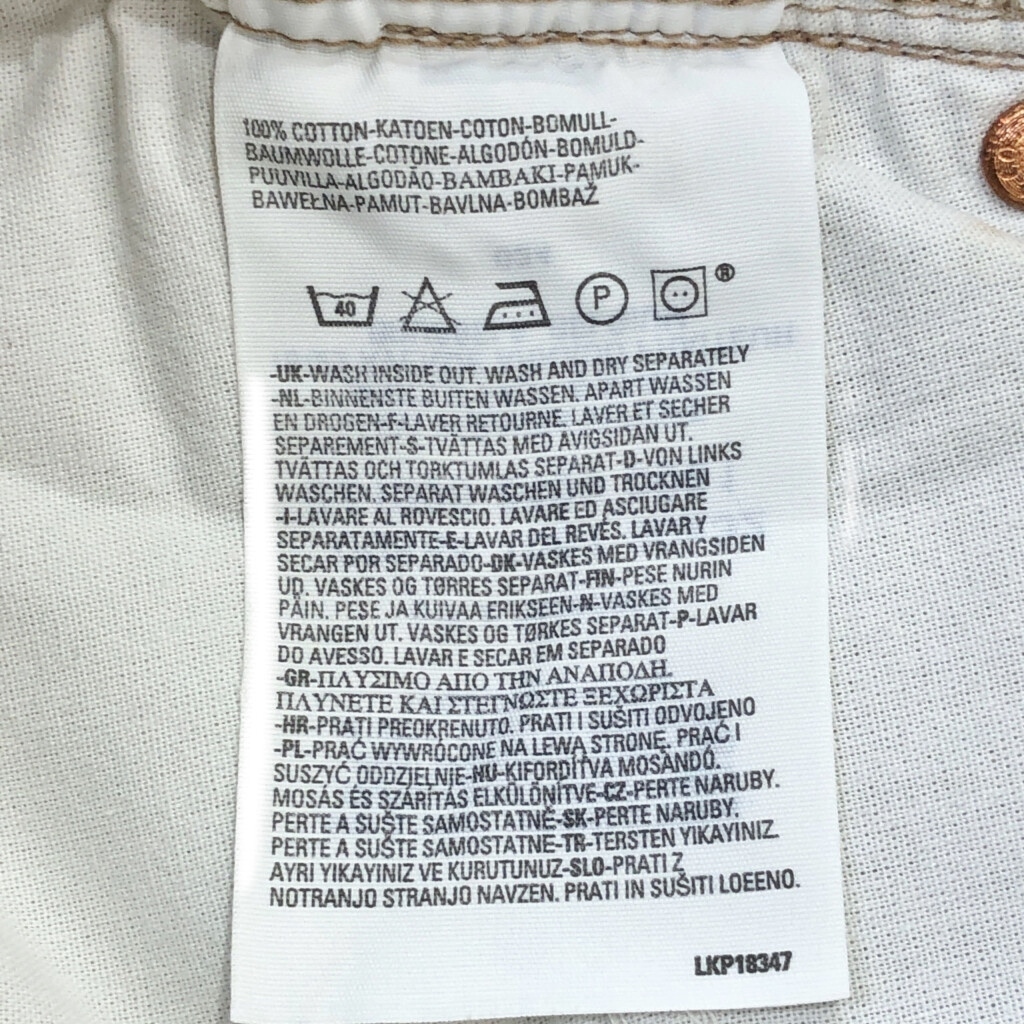 100% COTTON-KATOEN-COTON-BOMULL-
BAUMWOLLE-COTONE-ALGODÓN-BOMULD-
PUUVILLA-ALGODÃO-BAMBAKI-PAMUK-
BAWEŁNA-PAMUT-BAVLNA-BOMBAŽ
40 P ®
-UK-WASH INSIDE OUT. WASH AND DRY SEPARATELY
-NL-BINNENSTE BUITEN WASSEN. APART WASSEN
EN DROGEN-F-LAVER RETOURNE. LAVER ET SECHER
SEPAREMENT-S-TVÄTTAS MED AVIGSIDAN UT.
TVÄTTAS OCH TORKTUMLAS SEPARAT-D-VON LINKS
WASCHEN. SEPARAT WASCHEN UND TROCKNEN
-I-LAVARE AL ROVESCIO. LAVARE ED ASCIUGARE
SEPARATAMENTE-E-LAVAR DEL REVÉS. LAVAR Y
SECAR POR SEPARADO-DK-VASKES MED VRANGSIDEN
UD. VASKES OG TØRRES SEPARAT-FIN-PESE NURIN
PÄIN. PESE JA KUIVAA ERIKSEEN-N-VASKES MED
VRANGEN UT. VASKES OG TØRKES SEPARAT-P-LAVAR
DO AVESSO. LAVAR E SECAR EM SEPARADO
-GR-ΠΛΥΣΙΜΟ ΑΠΟ ΤΗΝ ΑΝΑΠΟΔΗ.
ΠΛΥΝΕΤΕ ΚΑΙ ΣΤΕΓΝΩΣΤΕ ΞΕΧΩΡΙΣΤΑ
-HR-PRATI PREOKRENUTO. PRATI I SUŠITI ODVOJENO
-PL-PRAĆ WYWRÓCONE NA LEWĄ STRONĘ. PRAĆ I
SUSZYĆ ODDZIELNIE-HU-KIFORDÍTVA MOSANDÓ.
MOSÁS ÉS SZÁRÍTÁS ELKÜLÖNÍTVE-CZ-PERTE NARUBY.
PERTE A SUŠTE SAMOSTATNĚ-SK-PERTE NARUBY.
PERTE A SUŠTE SAMOSTATNE-TR-TERSTEN YIKAYINIZ.
AYRI YIKAYINIZ VE KURUTUNUZ-SLO-PRATI Z
NOTRANJO STRANJO NAVZEN. PRATI IN SUŠITI LOEENO.
LKP18347